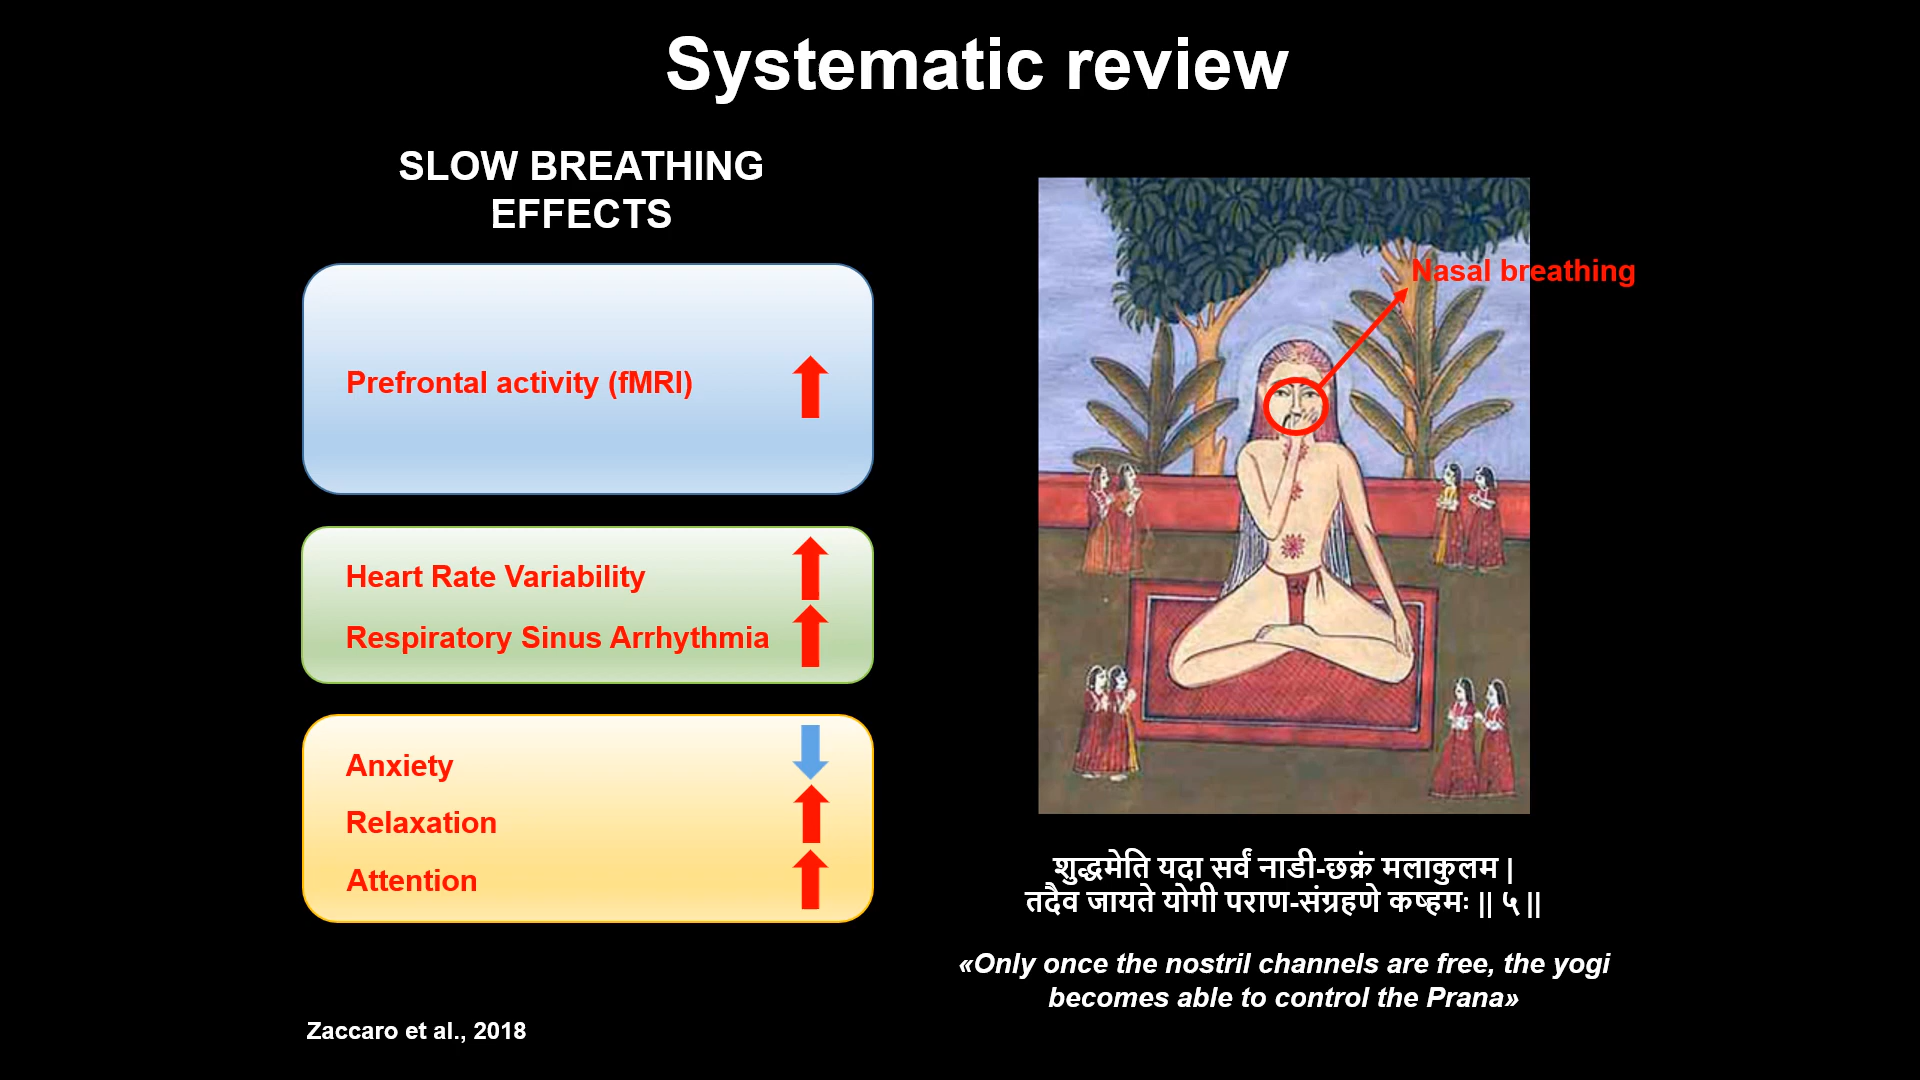 Systematic review
SLOW BREATHING
EFFECTS
Prefrontal activity (fMRI)
Heart Rate Variability
Respiratory Sinus Arrhythmia
Anxiety
Relaxation
Attention
Zaccaro et al., 2018
Nasal breathing
शुद्धमेति यदा सर्वं नाडी-छक्रं मलाकुलम |
तदैव जायते योगी पराण-संग्रहणे कष्हमः || ५ ||
«Only once the nostril channels are free, the yogi
becomes able to control the Prana»